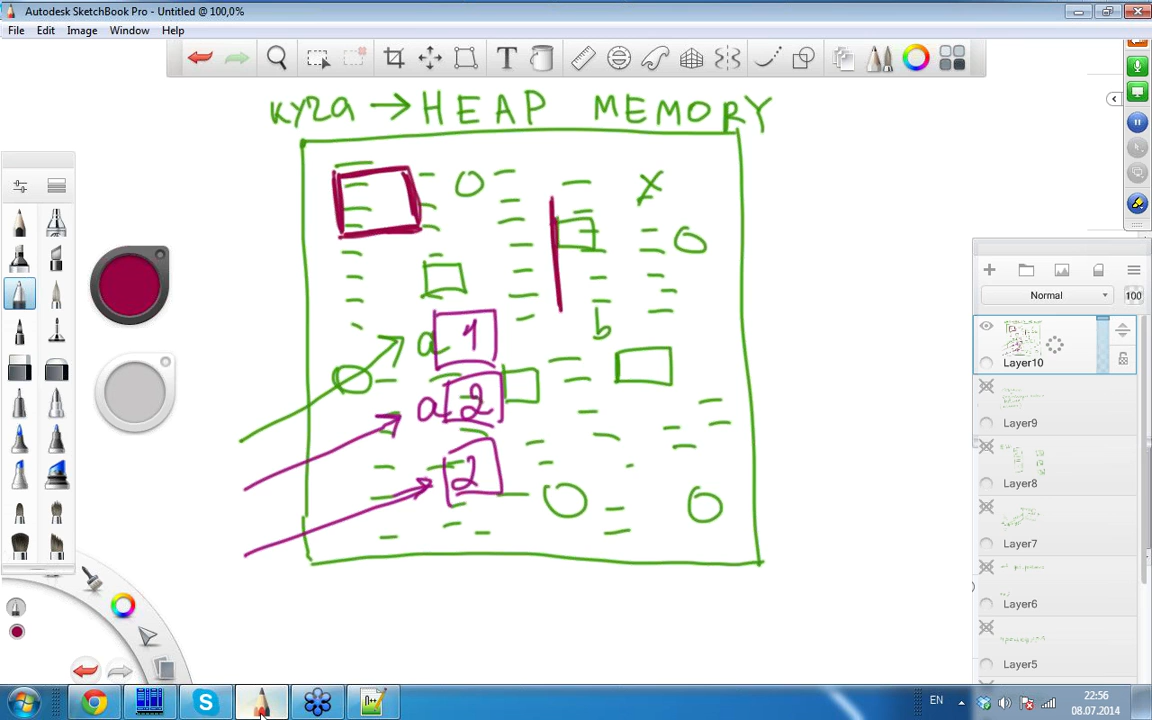 Autodesk SketchBook Pro - Untitled @ 100,0%
File Edit Image Window Help
T
куча → HEAP MEMORY
O
x
O
a 1
b
a 2
2
O
O
Normal
100
Layer10
Layer9
Layer8
Layer7
Layer6
Layer5
EN
22:56
08.07.2014